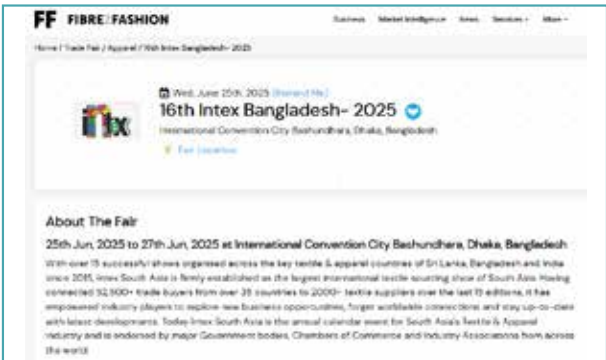 FF FIBRE2FASHION
Business Market Intelligence News Services More
Home / Trade Fair / Apparel / 16th Intex Bangladesh- 2025
Wed, June 25th, 2025 (Remind Me)
16th Intex Bangladesh- 2025
International Convention City Bashundhara, Dhaka, Bangladesh
Fair Location
About The Fair
25th Jun, 2025 to 27th Jun, 2025 at International Convention City Bashundhara, Dhaka, Bangladesh
With over 15 successful shows organised across the key textile & apparel countries of Sri Lanka, Bangladesh and India
since 2015, Intex South Asia is firmly established as the largest international textile sourcing show of South Asia. Having
connected 52,500+ trade buyers from over 35 countries to 2000+ textile suppliers over the last 15 editions, it has
empowered industry players to explore new business opportunities, forge worldwide connections and stay up-to-date
with latest developments. Today Intex South Asia is the annual calendar event for South Asia's Textile & Apparel
industry and is endorsed by major Government bodies, Chambers of Commerce and Industry Associations from across
the world.